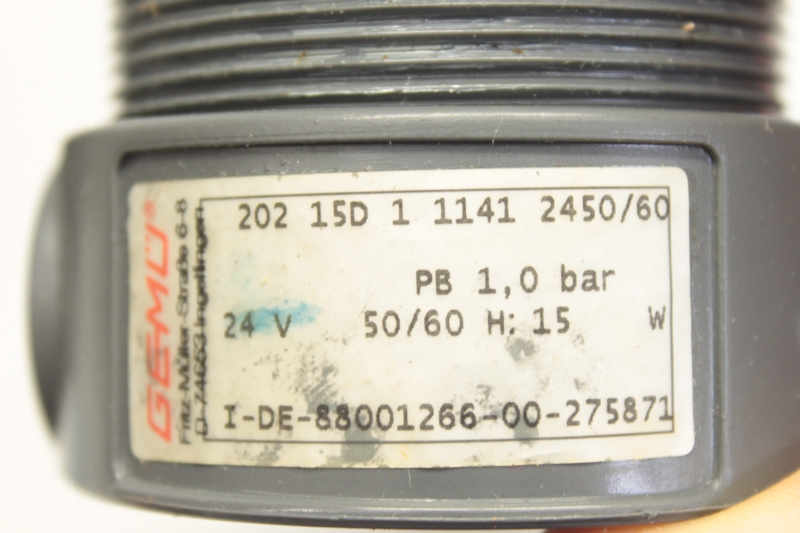 GEMÜ®
Fritz-Müller-Straße 6-8
D-74653 Ingelfingen
202 15D 1 1141 2450/60
PB 1,0 bar
24 V 50/60 H: 15 W
I-DE-88001266-00-275871